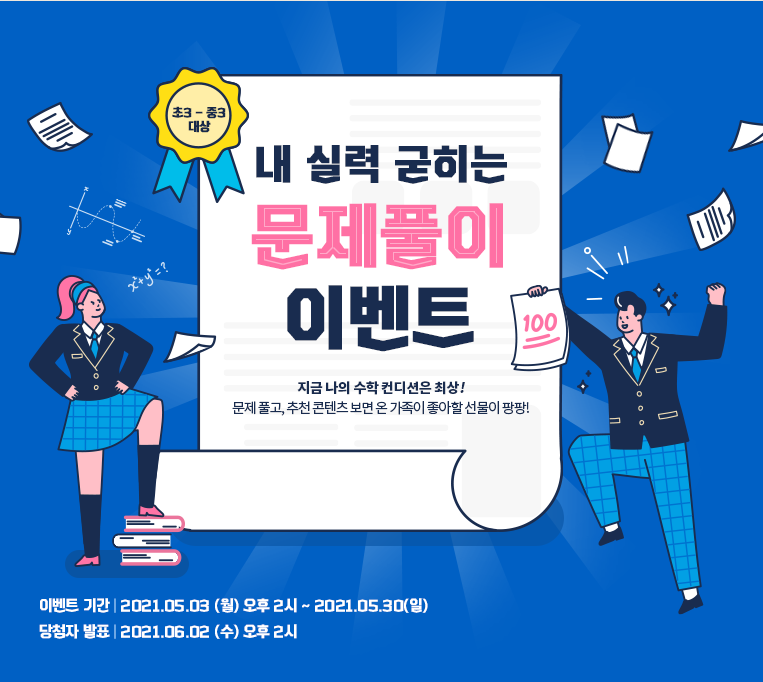 초3 - 중3
대상
내 실력 굳히는
문제풀이
이벤트
x²+y²=?
100
지금 나의 수학 컨디션은 최상!
문제 풀고, 추천 콘텐츠 보면 온 가족이 좋아할 선물이 팡팡!
이벤트 기간 | 2021.05.03 (월) 오후 2시 ~ 2021.05.30(일)
당첨자 발표 | 2021.06.02 (수) 오후 2시